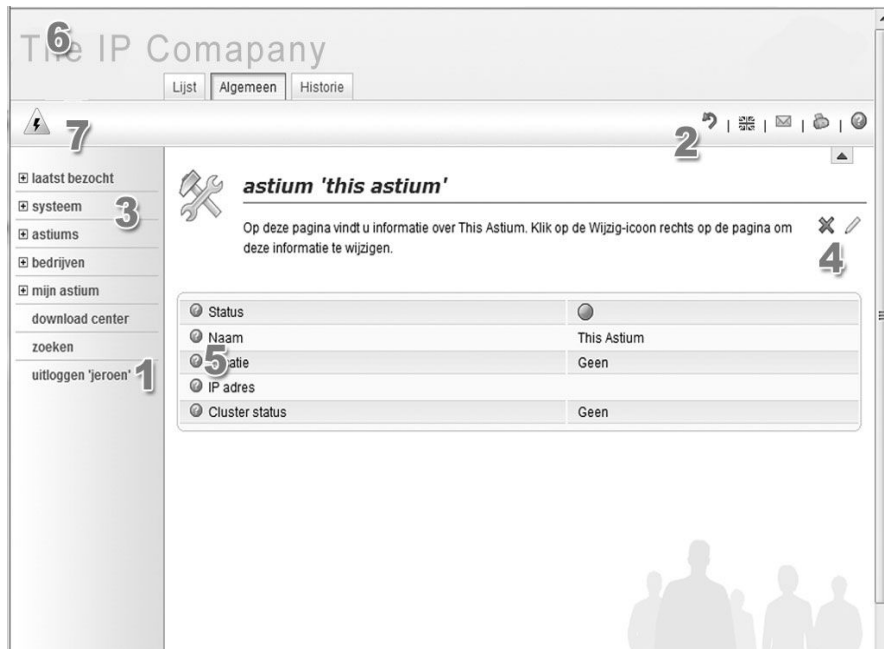 6
The IP Comapany
Lijst Algemeen Historie
7
2
laatst bezocht
systeem
3
astiums
bedrijven
mijn astium
download center
zoeken
uitloggen 'jeroen'
1
astium 'this astium'
Op deze pagina vindt u informatie over This Astium. Klik op de Wijzig-icoon rechts op de pagina om
deze informatie te wijzigen.
4
Status
Naam This Astium
5
Geen
IP adres
Cluster status Geen